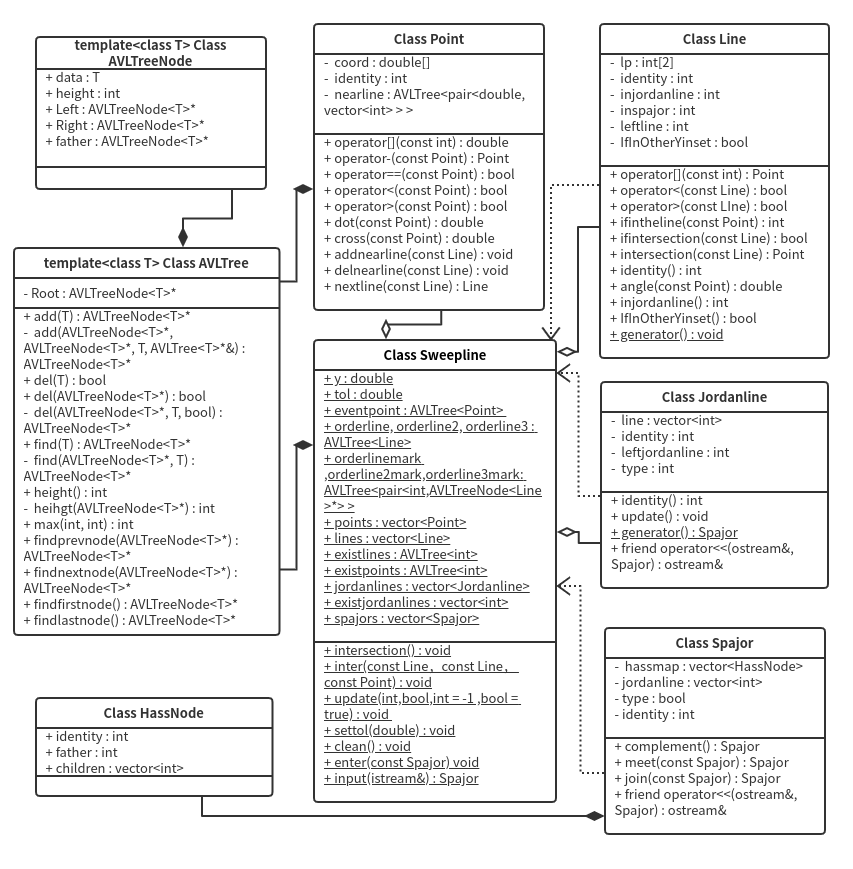 template<class T> Class
AVLTreeNode
+ data : T
+ height : int
+ Left : AVLTreeNode<T>*
+ Right : AVLTreeNode<T>*
+ father : AVLTreeNode<T>*
Class Point
- coord : double[]
- identity : int
- nearline : AVLTree<pair<double,
vector<int> > >
+ operator[](const int) : double
+ operator-(const Point) : Point
+ operator==(const Point) : bool
+ operator<(const Point) : bool
+ operator>(const Point) : bool
+ dot(const Point) : double
+ cross(const Point) : double
+ addnearline(const Line) : void
+ delnearline(const Line) : void
+ nextline(const Line) : Line
Class Line
- lp : int[2]
- identity : int
- injordanline : int
- inspajor : int
- leftline : int
- IfInOtherYinset : bool
+ operator[](const int) : Point
+ operator<(const Line) : bool
+ operator>(const LIne) : bool
+ ifintheline(const Point) : int
+ ifintersection(const Line) : bool
+ intersection(const Line) : Point
+ identity() : int
+ angle(const Point) : double
+ injordanline() : int
+ IfInOtherYinset() : bool
+ generator() : void
template<class T> Class AVLTree
- Root : AVLTreeNode<T>*
+ add(T) : AVLTreeNode<T>*
- add(AVLTreeNode<T>*,
AVLTreeNode<T>*, T, AVLTree<T>*&) :
AVLTreeNode<T>*
+ del(T) : bool
+ del(AVLTreeNode<T>*) : bool
- del(AVLTreeNode<T>*, T, bool) :
AVLTreeNode<T>*
+ find(T) : AVLTreeNode<T>*
- find(AVLTreeNode<T>*, T) :
AVLTreeNode<T>*
+ height() : int
- heihgt(AVLTreeNode<T>*) : int
+ max(int, int) : int
+ findprevnode(AVLTreeNode<T>*) :
AVLTreeNode<T>*
+ findnextnode(AVLTreeNode<T>*) :
AVLTreeNode<T>*
+ findfirstnode() : AVLTreeNode<T>*
+ findlastnode() : AVLTreeNode<T>*
Class Sweepline
+ y : double
+ tol : double
+ eventpoint : AVLTree<Point>
+ orderline, orderline2, orderline3 :
AVLTree<Line>
+ orderlinemark
,orderline2mark,orderline3mark:
AVLTree<pair<int,AVLTreeNode<Line
>*> >
+ points : vector<Point>
+ lines : vector<Line>
+ existlines : AVLTree<int>
+ existpoints : AVLTree<int>
+ jordanlines : vector<Jordanline>
+ existjordanlines : vector<int>
+ spajors : vector<Spajor>
+ intersection() : void
+ inter(const Line，const Line，
const Point) : void
+ update(int,bool,int = -1 ,bool =
true) : void
+ settol(double) : void
+ clean() : void
+ enter(const Spajor) void
+ input(istream&) : Spajor
Class Jordanline
- line : vector<int>
- identity : int
- leftjordanline : int
- type : int
+ identity() : int
+ update() : void
+ generator() : Spajor
+ friend operator<<(ostream&,
Spajor) : ostream&
Class Spajor
- hassmap : vector<HassNode>
- jordanline : vector<int>
- type : bool
- identity : int
+ complement() : Spajor
+ meet(const Spajor) : Spajor
+ join(const Spajor) : Spajor
+ friend operator<<(ostream&,
Spajor) : ostream&
Class HassNode
+ identity : int
+ father : int
+ children : vector<int>